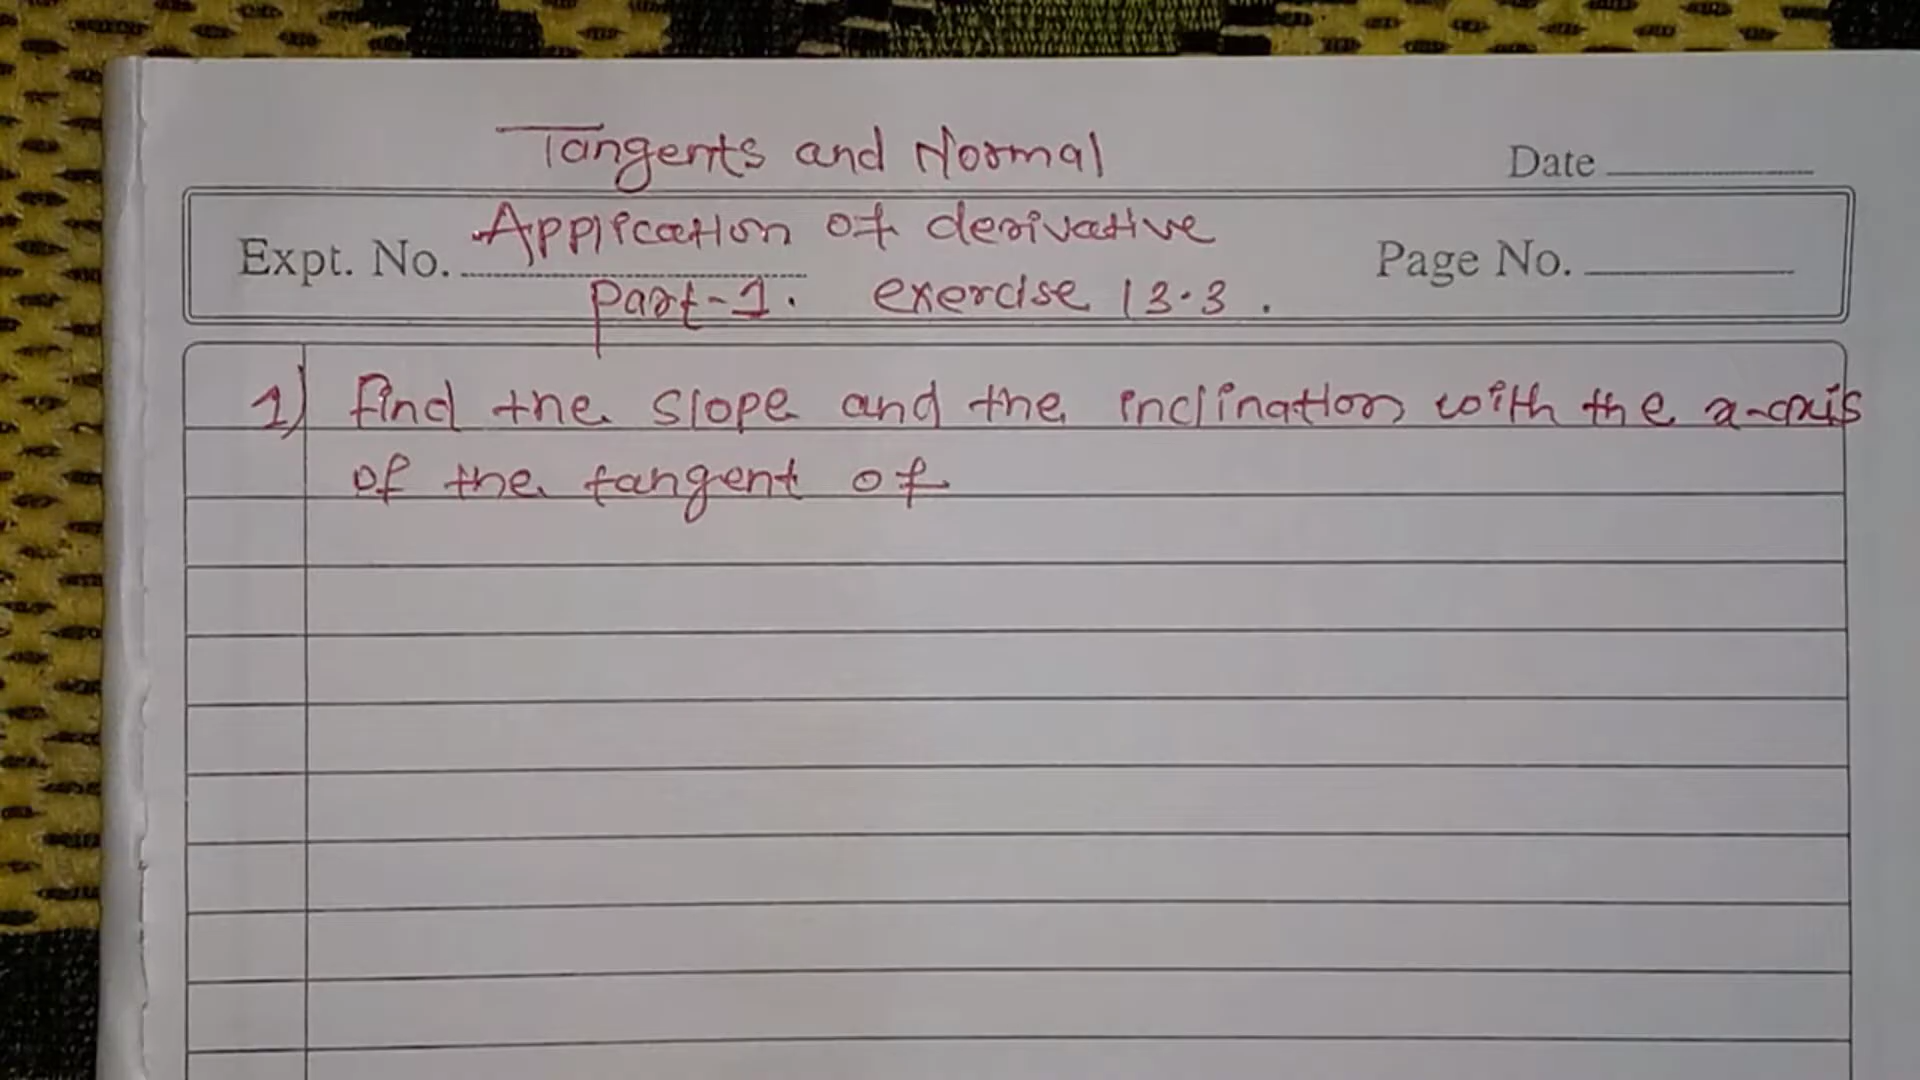 Tangents and Normal
Date
Expt. No. Application of derivative
Page No.
part-1. exercise 13.3.
1) find the slope and the inclination with the x-axis
of the tangent of